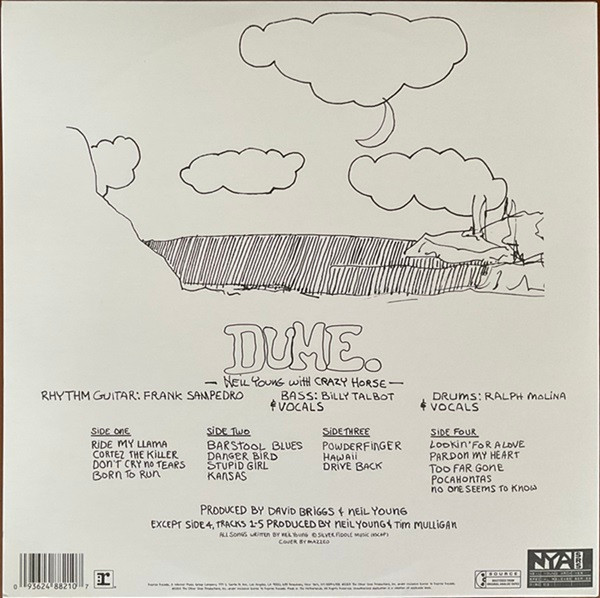 DUME.
— NEIL YOUNG WITH CRAZY HORSE —
RHYTHM GUITAR: FRANK SAMPEDRO
BASS: BILLY TALBOT
& VOCALS
DRUMS: RALPH MOLINA
& VOCALS
SIDE ONE
RIDE MY LLAMA
CORTEZ THE KILLER
DON'T CRY NO TEARS
BORN TO RUN
SIDE TWO
BARSTOOL BLUES
DANGER BIRD
STUPID GIRL
KANSAS
SIDE THREE
POWDERFINGER
HAWAII
DRIVE BACK
SIDE FOUR
LOOKIN' FOR A LOVE
PARDON MY HEART
TOO FAR GONE
POCAHONTAS
NO ONE SEEMS TO KNOW
PRODUCED BY DAVID BRIGGS & NEIL YOUNG
EXCEPT SIDE 4, TRACKS 1-5 PRODUCED BY NEIL YOUNG & TIM MULLIGAN
ALL SONGS WRITTEN BY NEIL YOUNG © SILVER FIDDLE MUSIC (ASCAP)
COVER BY MAZZEO
0 93624 88210 7
SOURCE
NYA